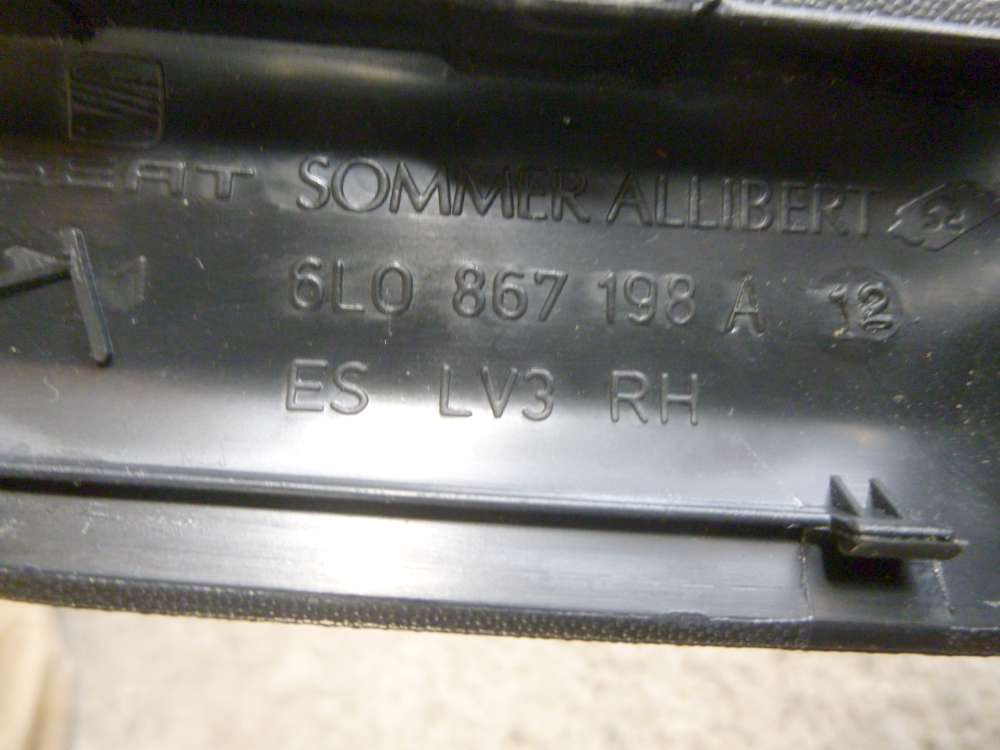 SEAT SOMMER ALLIBERT
6L0 867 198 A 12
ES LV3 RH